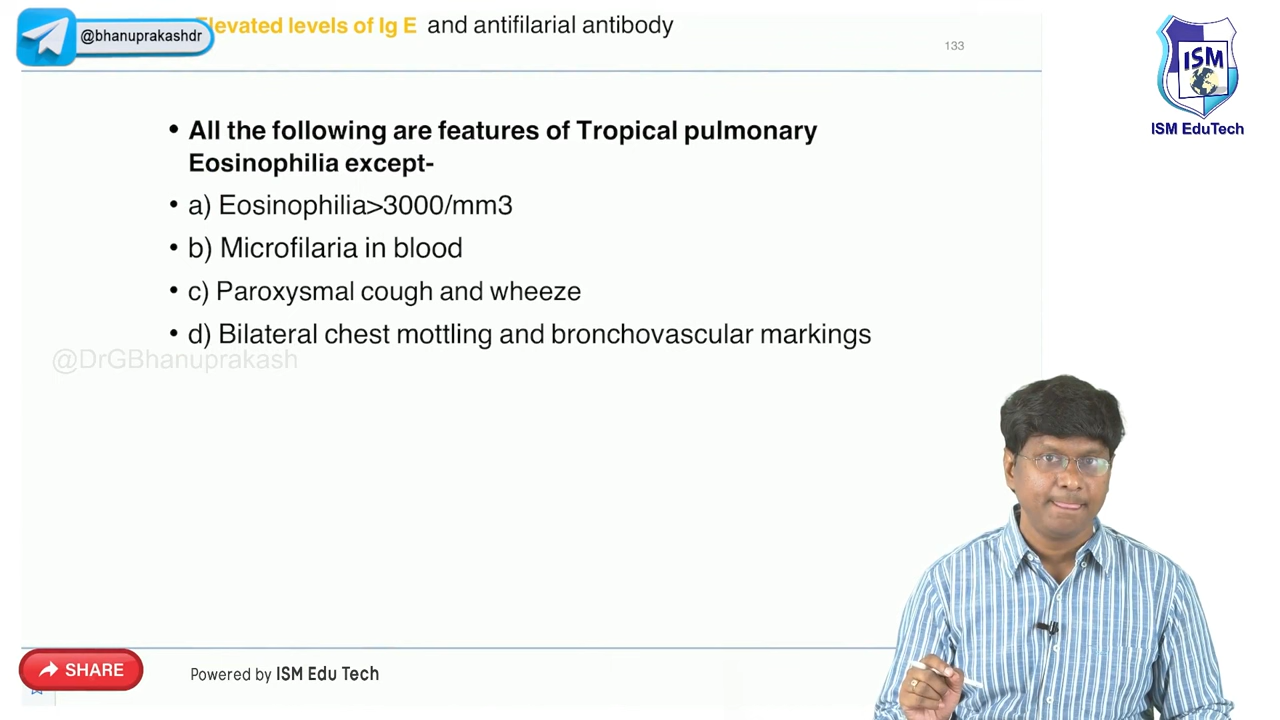 @bhanuprakashdr
Elevated levels of Ig E and antifilarial antibody
133
ISM
ISM EduTech
• All the following are features of Tropical pulmonary
Eosinophilia except-
• a) Eosinophilia>3000/mm3
• b) Microfilaria in blood
• c) Paroxysmal cough and wheeze
• d) Bilateral chest mottling and bronchovascular markings
@DrGBhanuprakash
SHARE
Powered by ISM Edu Tech